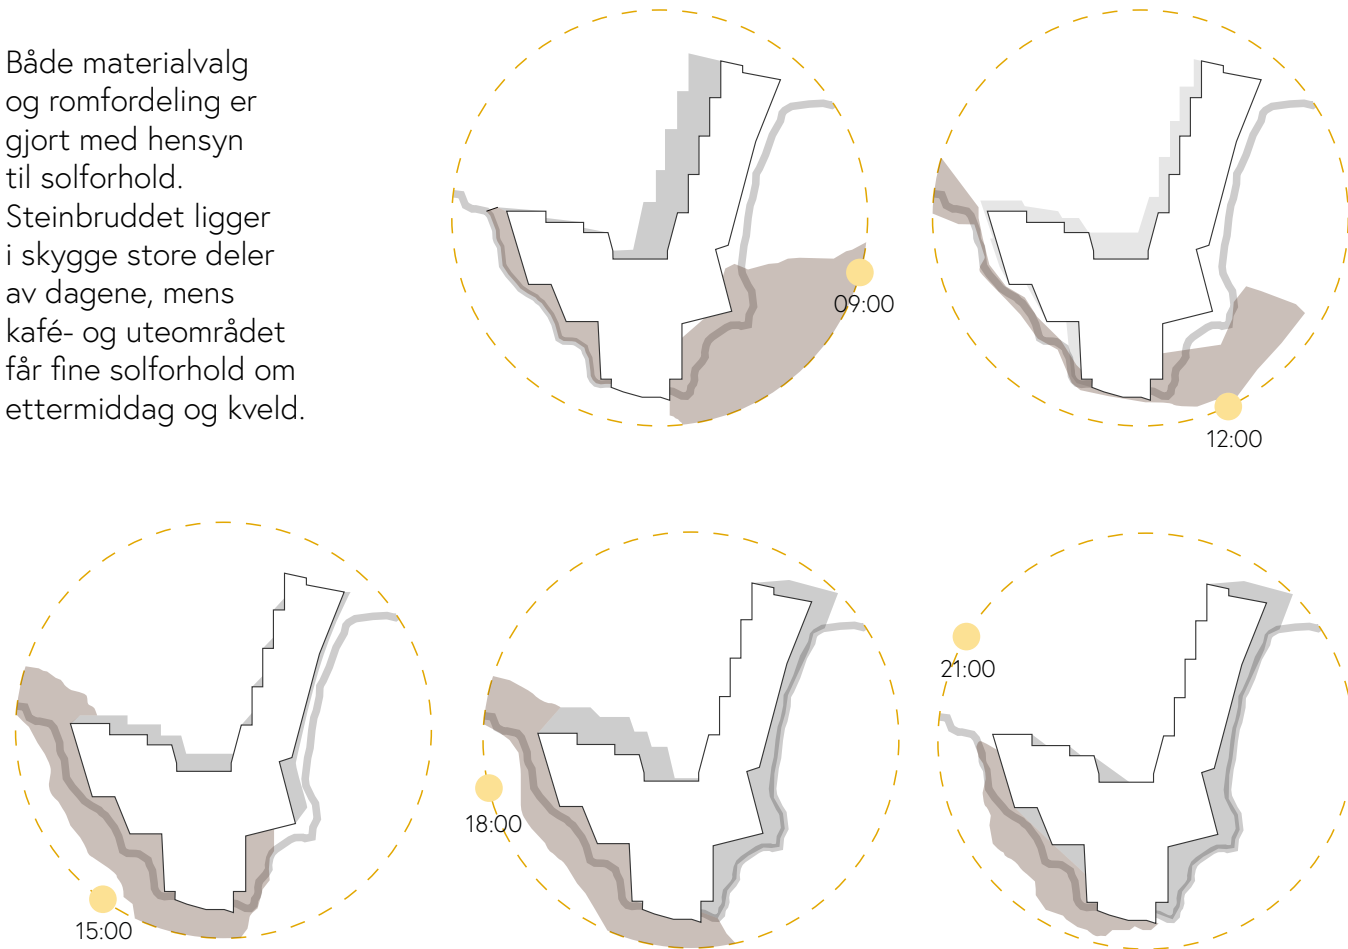 Både materialvalg
og romfordeling er
gjort med hensyn
til solforhold.
Steinbruddet ligger
i skygge store deler
av dagene, mens
kafé- og uteområdet
får fine solforhold om
ettermiddag og kveld.
09:00
12:00
15:00
18:00
21:00